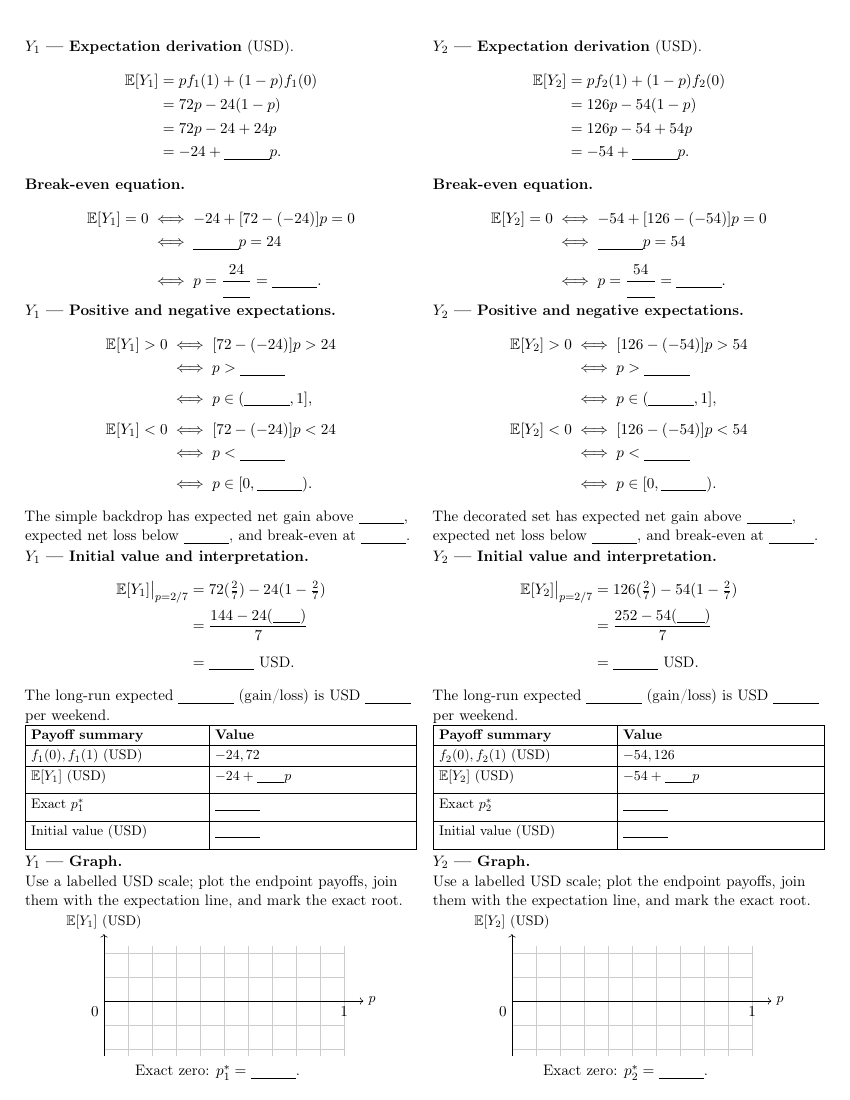 Y₁ — Expectation derivation (USD).
𝔼[Y₁] = pf₁(1) + (1 − p)f₁(0)
= 72p − 24(1 − p)
= 72p − 24 + 24p
= −24 + ______p.
Break-even equation.
𝔼[Y₁] = 0 ⟺ −24 + [72 − (−24)]p = 0
⟺ ______p = 24
⟺ p = 24/____ = ______.
Y₁ — Positive and negative expectations.
𝔼[Y₁] > 0 ⟺ [72 − (−24)]p > 24
⟺ p > ______
⟺ p ∈ (______, 1],
𝔼[Y₁] < 0 ⟺ [72 − (−24)]p < 24
⟺ p < ______
⟺ p ∈ [0, ______).
The simple backdrop has expected net gain above ______,
expected net loss below ______, and break-even at ______.
Y₁ — Initial value and interpretation.
𝔼[Y₁]|p=2/7 = 72(2/7) − 24(1 − 2/7)
= (144 − 24(____))/7
= ______ USD.
The long-run expected ______ (gain/loss) is USD ______
per weekend.
Payoff summary Value
f₁(0), f₁(1) (USD) −24, 72
𝔼[Y₁] (USD) −24 + ____p
Exact p₁* ______
Initial value (USD) ______
Y₁ — Graph.
Use a labelled USD scale; plot the endpoint payoffs, join
them with the expectation line, and mark the exact root.
𝔼[Y₁] (USD)
p
0 1
Exact zero: p₁* = ______.
Y₂ — Expectation derivation (USD).
𝔼[Y₂] = pf₂(1) + (1 − p)f₂(0)
= 126p − 54(1 − p)
= 126p − 54 + 54p
= −54 + ______p.
Break-even equation.
𝔼[Y₂] = 0 ⟺ −54 + [126 − (−54)]p = 0
⟺ ______p = 54
⟺ p = 54/____ = ______.
Y₂ — Positive and negative expectations.
𝔼[Y₂] > 0 ⟺ [126 − (−54)]p > 54
⟺ p > ______
⟺ p ∈ (______, 1],
𝔼[Y₂] < 0 ⟺ [126 − (−54)]p < 54
⟺ p < ______
⟺ p ∈ [0, ______).
The decorated set has expected net gain above ______,
expected net loss below ______, and break-even at ______.
Y₂ — Initial value and interpretation.
𝔼[Y₂]|p=2/7 = 126(2/7) − 54(1 − 2/7)
= (252 − 54(____))/7
= ______ USD.
The long-run expected ______ (gain/loss) is USD ______
per weekend.
Payoff summary Value
f₂(0), f₂(1) (USD) −54, 126
𝔼[Y₂] (USD) −54 + ____p
Exact p₂* ______
Initial value (USD) ______
Y₂ — Graph.
Use a labelled USD scale; plot the endpoint payoffs, join
them with the expectation line, and mark the exact root.
𝔼[Y₂] (USD)
p
0 1
Exact zero: p₂* = ______.